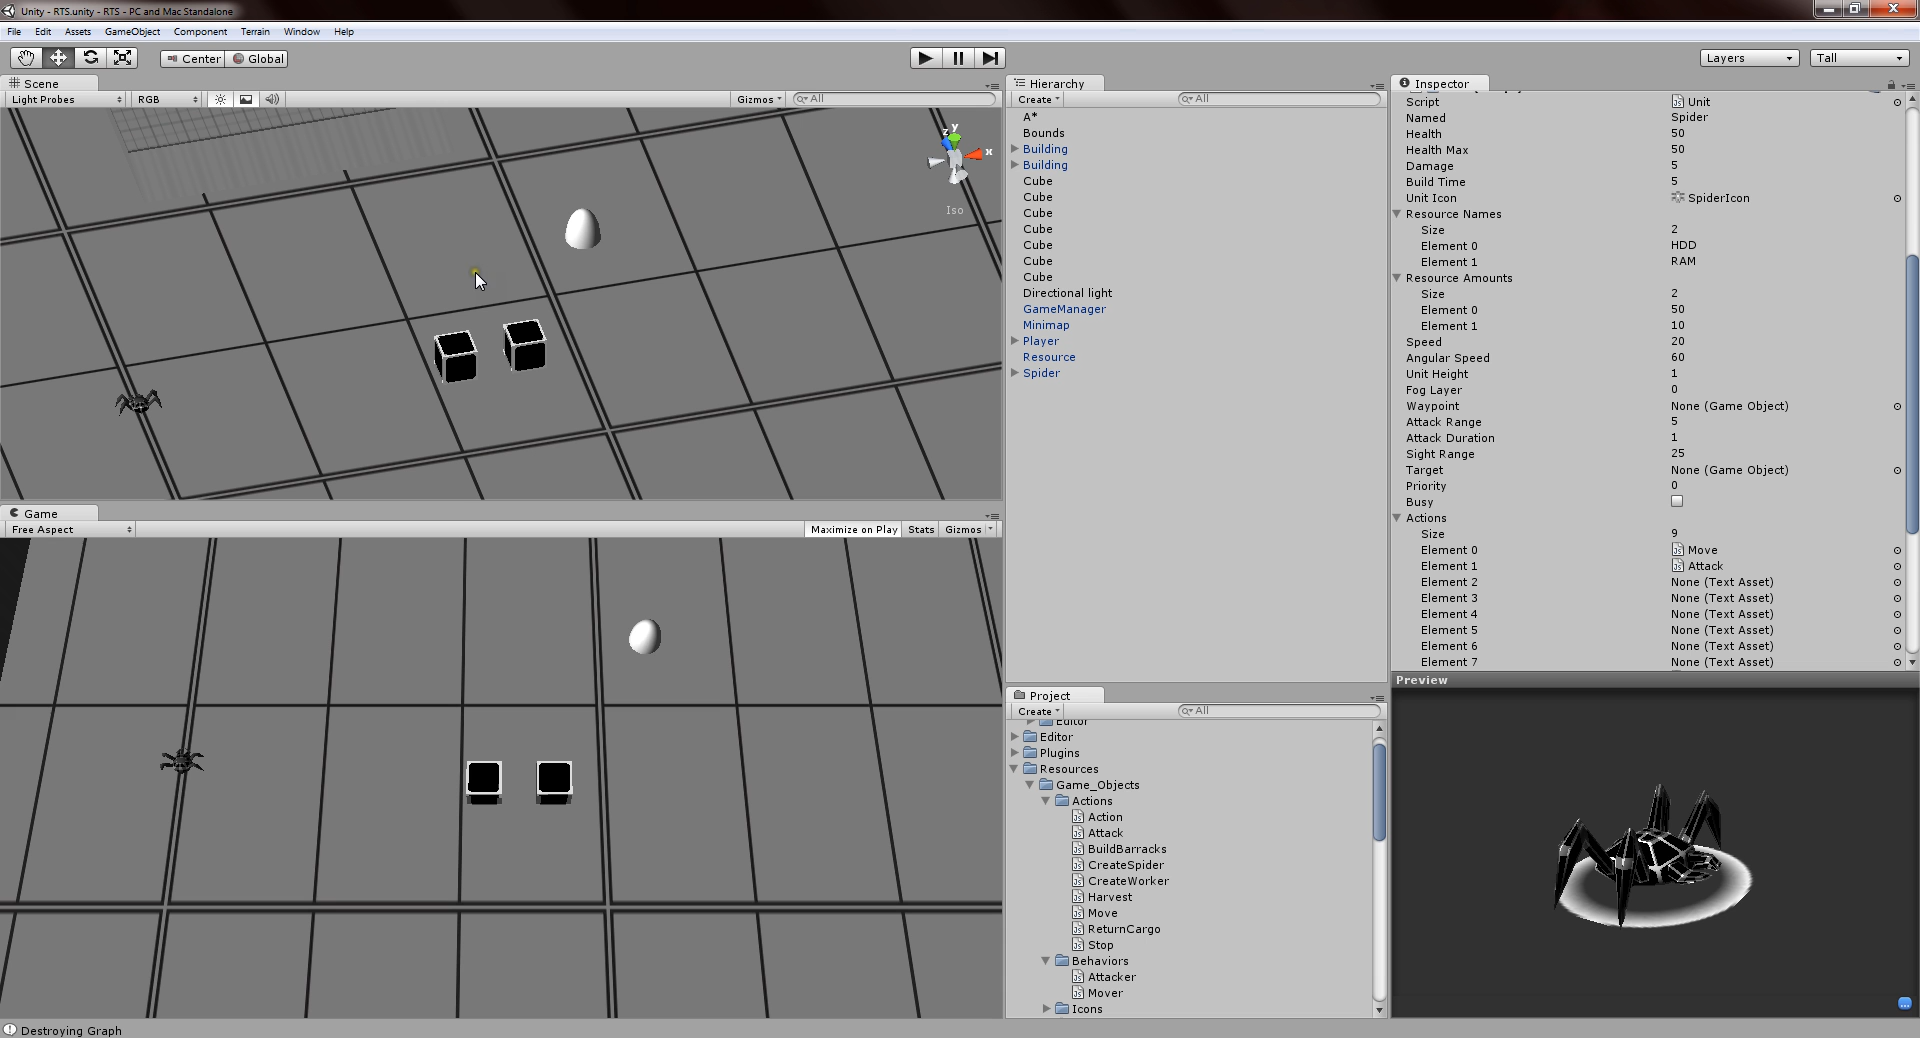 Unity - RTS.unity - RTS - PC and Mac Standalone
File Edit Assets GameObject Component Terrain Window Help
Center Global
Layers
Tall
Scene
Light Probes RGB Gizmos All
y
z
x
Iso
Game
Free Aspect Maximize on Play Stats Gizmos
Hierarchy
Create All
A*
Bounds
Building
Building
Cube
Cube
Cube
Cube
Cube
Cube
Cube
Directional light
GameManager
Minimap
Player
Resource
Spider
Project
Create All
Editor
Editor
Plugins
Resources
Game_Objects
Actions
Action
Attack
BuildBarracks
CreateSpider
CreateWorker
Harvest
Move
ReturnCargo
Stop
Behaviors
Attacker
Mover
Icons
Inspector
Script Unit
Named Spider
Health 50
Health Max 50
Damage 5
Build Time 5
Unit Icon SpiderIcon
Resource Names
Size 2
Element 0 HDD
Element 1 RAM
Resource Amounts
Size 2
Element 0 50
Element 1 10
Speed 20
Angular Speed 60
Unit Height 1
Fog Layer 0
Waypoint None (Game Object)
Attack Range 5
Attack Duration 1
Sight Range 25
Target None (Game Object)
Priority 0
Busy
Actions
Size 9
Element 0 Move
Element 1 Attack
Element 2 None (Text Asset)
Element 3 None (Text Asset)
Element 4 None (Text Asset)
Element 5 None (Text Asset)
Element 6 None (Text Asset)
Element 7 None (Text Asset)
Preview
Destroying Graph